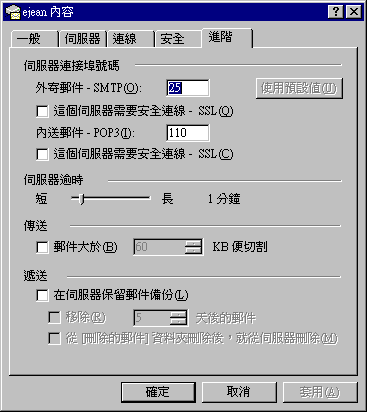 ejean 內容
一般 伺服器 連線 安全 進階
伺服器連接埠號碼
外寄郵件 - SMTP(O): 25 使用預設值(U)
這個伺服器需要安全連線 - SSL(Q)
內送郵件 - POP3(I): 110
這個伺服器需要安全連線 - SSL(C)
伺服器逾時
短 長 1 分鐘
傳送
郵件大於(B) 60 KB 便切割
遞送
在伺服器保留郵件備份(L)
移除(R) 5 天後的郵件
從 [刪除的郵件] 資料夾刪除後，就從伺服器刪除(M)
確定 取消 套用(A)